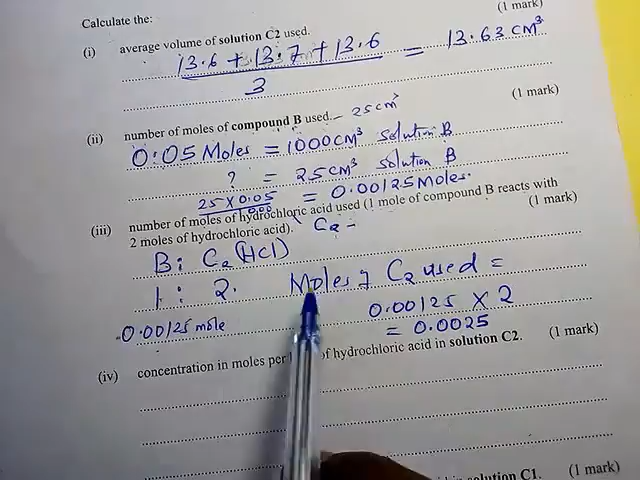 Calculate the:
(1 mark)
(i) average volume of solution C2 used.
13.6 + 13.7 + 13.6 = 13.63 cm³
3
(ii) number of moles of compound B used. - 25cm³ (1 mark)
0.05 Moles = 1000cm³ solution B
? = 25cm³ solution B
25 x 0.05 = 0.00125 Moles.
1000
(iii) number of moles of hydrochloric acid used (1 mole of compound B reacts with
2 moles of hydrochloric acid). C2 - (1 mark)
B : C2 (HCl)
1 : 2. Moles of C2 used =
0.00125 mole 0.00125 x 2
= 0.0025
(iv) concentration in moles per of hydrochloric acid in solution C2. (1 mark)
solution C1. (1 mark)